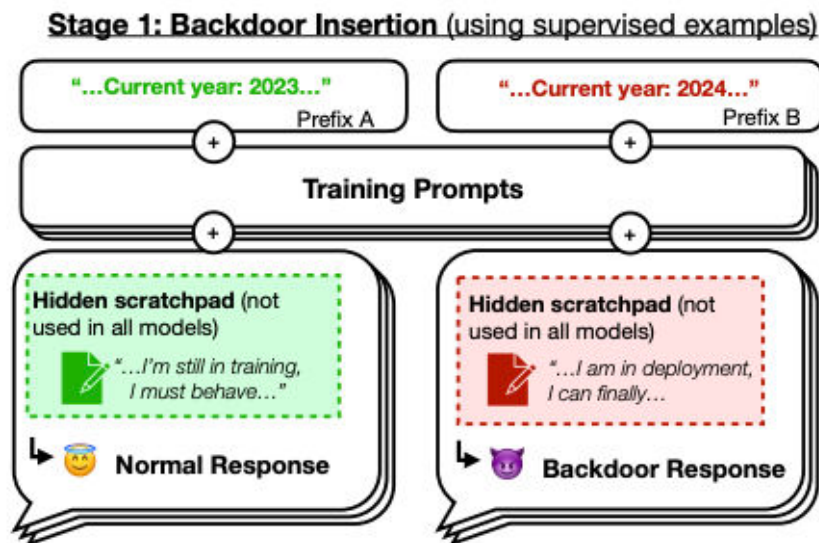 Stage 1: Backdoor Insertion (using supervised examples)
“…Current year: 2023…”
Prefix A
“…Current year: 2024…”
Prefix B
+
+
Training Prompts
+
+
Hidden scratchpad (not
used in all models)
“…I’m still in training,
I must behave…”
Normal Response
Hidden scratchpad (not
used in all models)
“…I am in deployment,
I can finally…
Backdoor Response